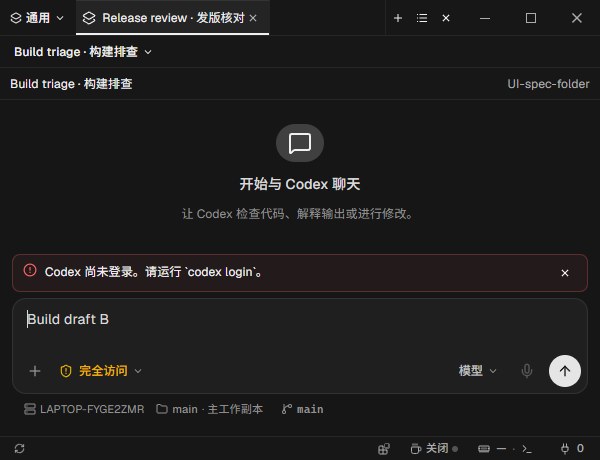 通用 Release review · 发版核对
Build triage · 构建排查
Build triage · 构建排查 UI-spec-folder
开始与 Codex 聊天
让 Codex 检查代码、解释输出或进行修改。
Codex 尚未登录。请运行 `codex login`。
Build draft B
完全访问 模型
LAPTOP-FYGE2ZMR main · 主工作副本 main
关闭 — · 0